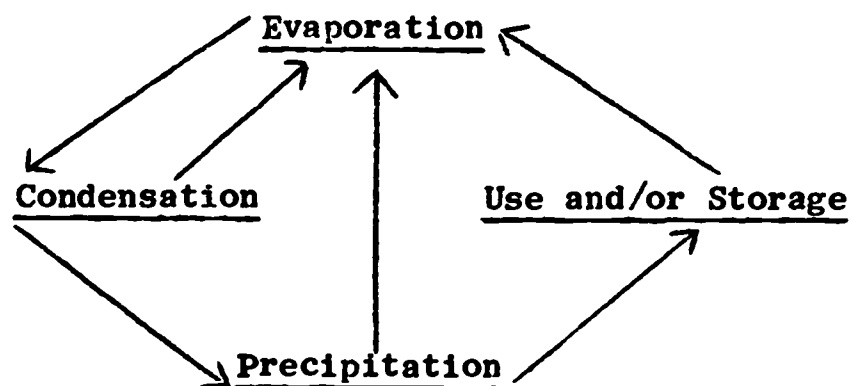 Evaporation
Condensation
Use and/or Storage
Precipitation